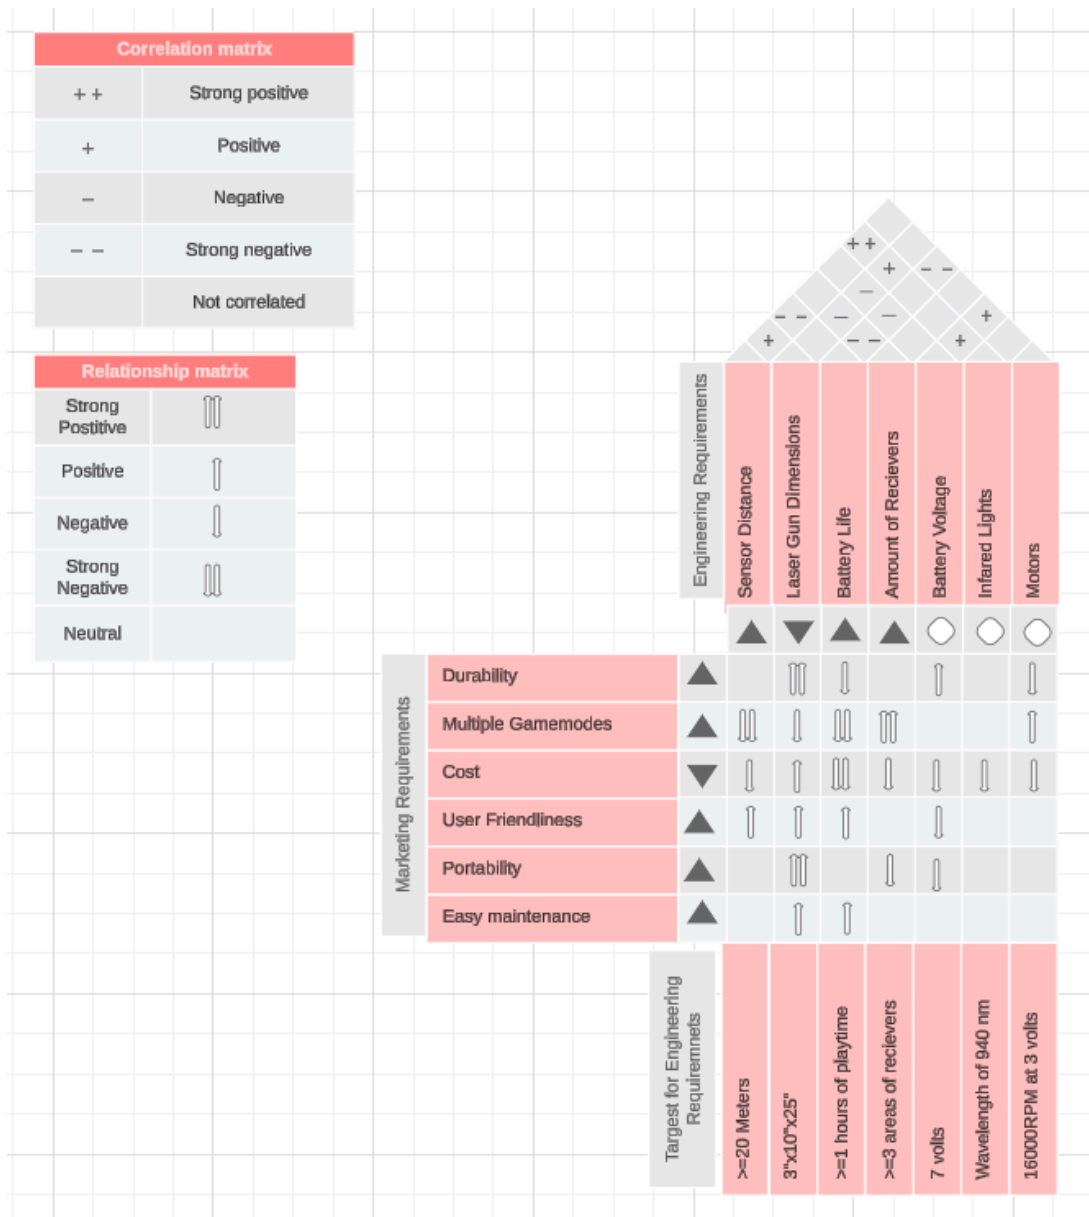 Correlation matrix
+ + Strong positive
+ Positive
− Negative
− − Strong negative
Not correlated
Relationship matrix
Strong
Postitive
Positive
Negative
Strong
Negative
Neutral
+ +
+ − −
−
− − − − +
+ − − +
Engineering Requirements
Sensor Distance
Laser Gun Dimensions
Battery Life
Amount of Recievers
Battery Voltage
Infared Lights
Motors
Marketing Requirements
Durability
Multiple Gamemodes
Cost
User Friendliness
Portability
Easy maintenance
Targest for Engineering
Requiremnets
>=20 Meters
3"x10"x25"
>=1 hours of playtime
>=3 areas of recievers
7 volts
Wavelength of 940 nm
16000RPM at 3 volts